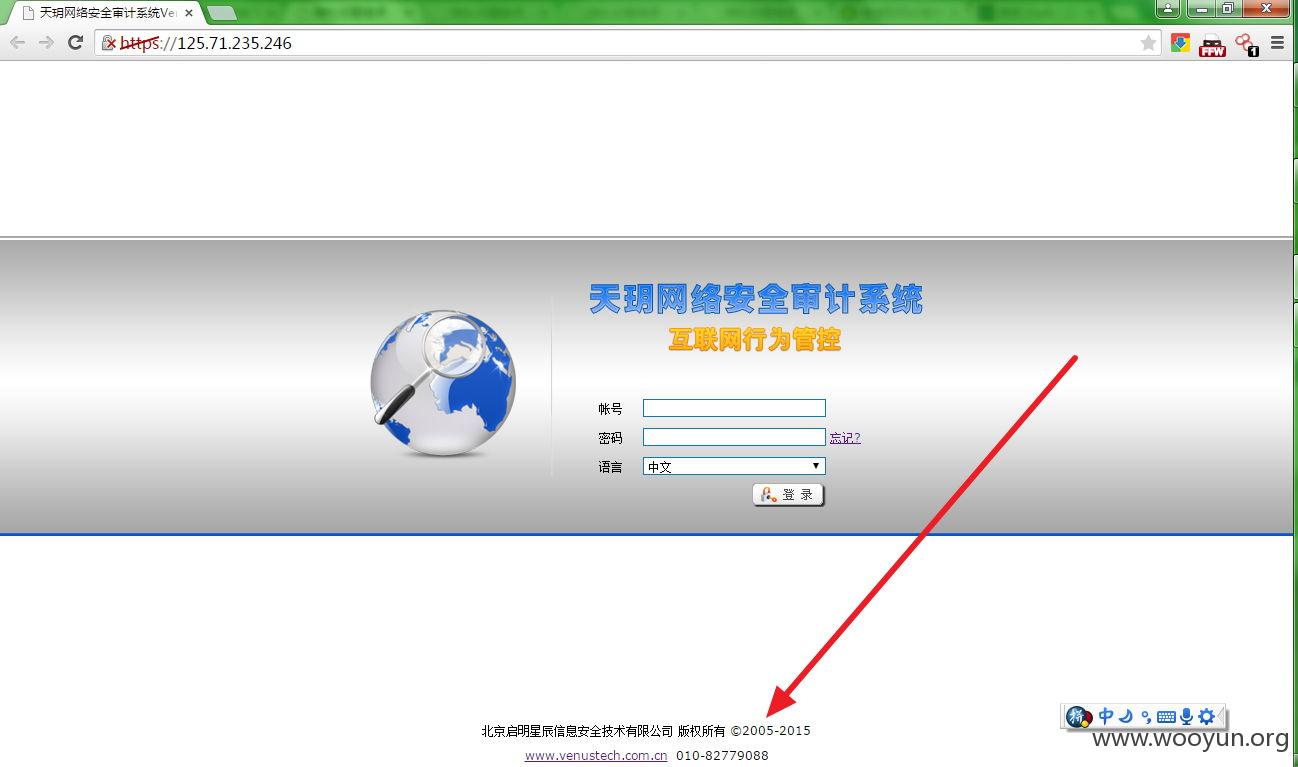 天玥网络安全审计系统Ve
https://125.71.235.246
FFW
1
天玥网络安全审计系统
互联网行为管控
帐号
密码 忘记?
语言 中文
登 录
北京启明星辰信息安全技术有限公司 版权所有 ©2005-2015
拼 中
www.venustech.com.cn 010-82779088
www.wooyun.org